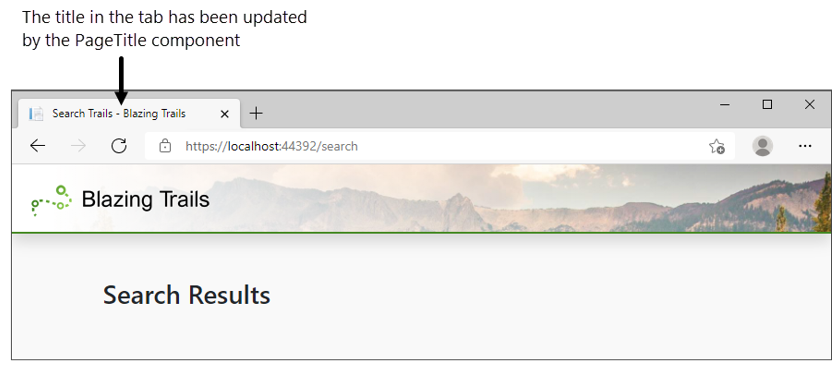 The title in the tab has been updated
by the PageTitle component
Search Trails - Blazing Trails
https://localhost:44392/search
Blazing Trails
Search Results